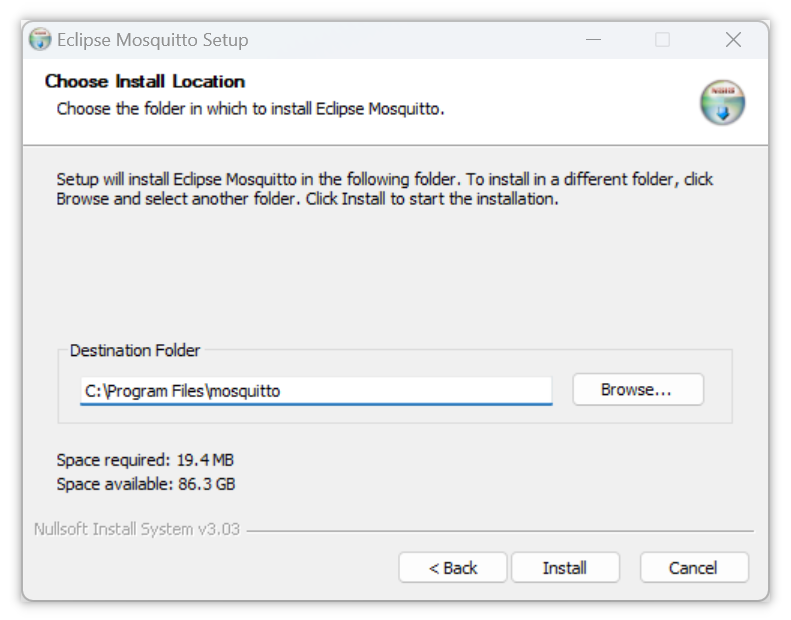 Eclipse Mosquitto Setup
Choose Install Location
Choose the folder in which to install Eclipse Mosquitto.
Setup will install Eclipse Mosquitto in the following folder. To install in a different folder, click
Browse and select another folder. Click Install to start the installation.
Destination Folder
C:\Program Files\mosquitto
Browse...
Space required: 19.4 MB
Space available: 86.3 GB
Nullsoft Install System v3.03
< Back
Install
Cancel